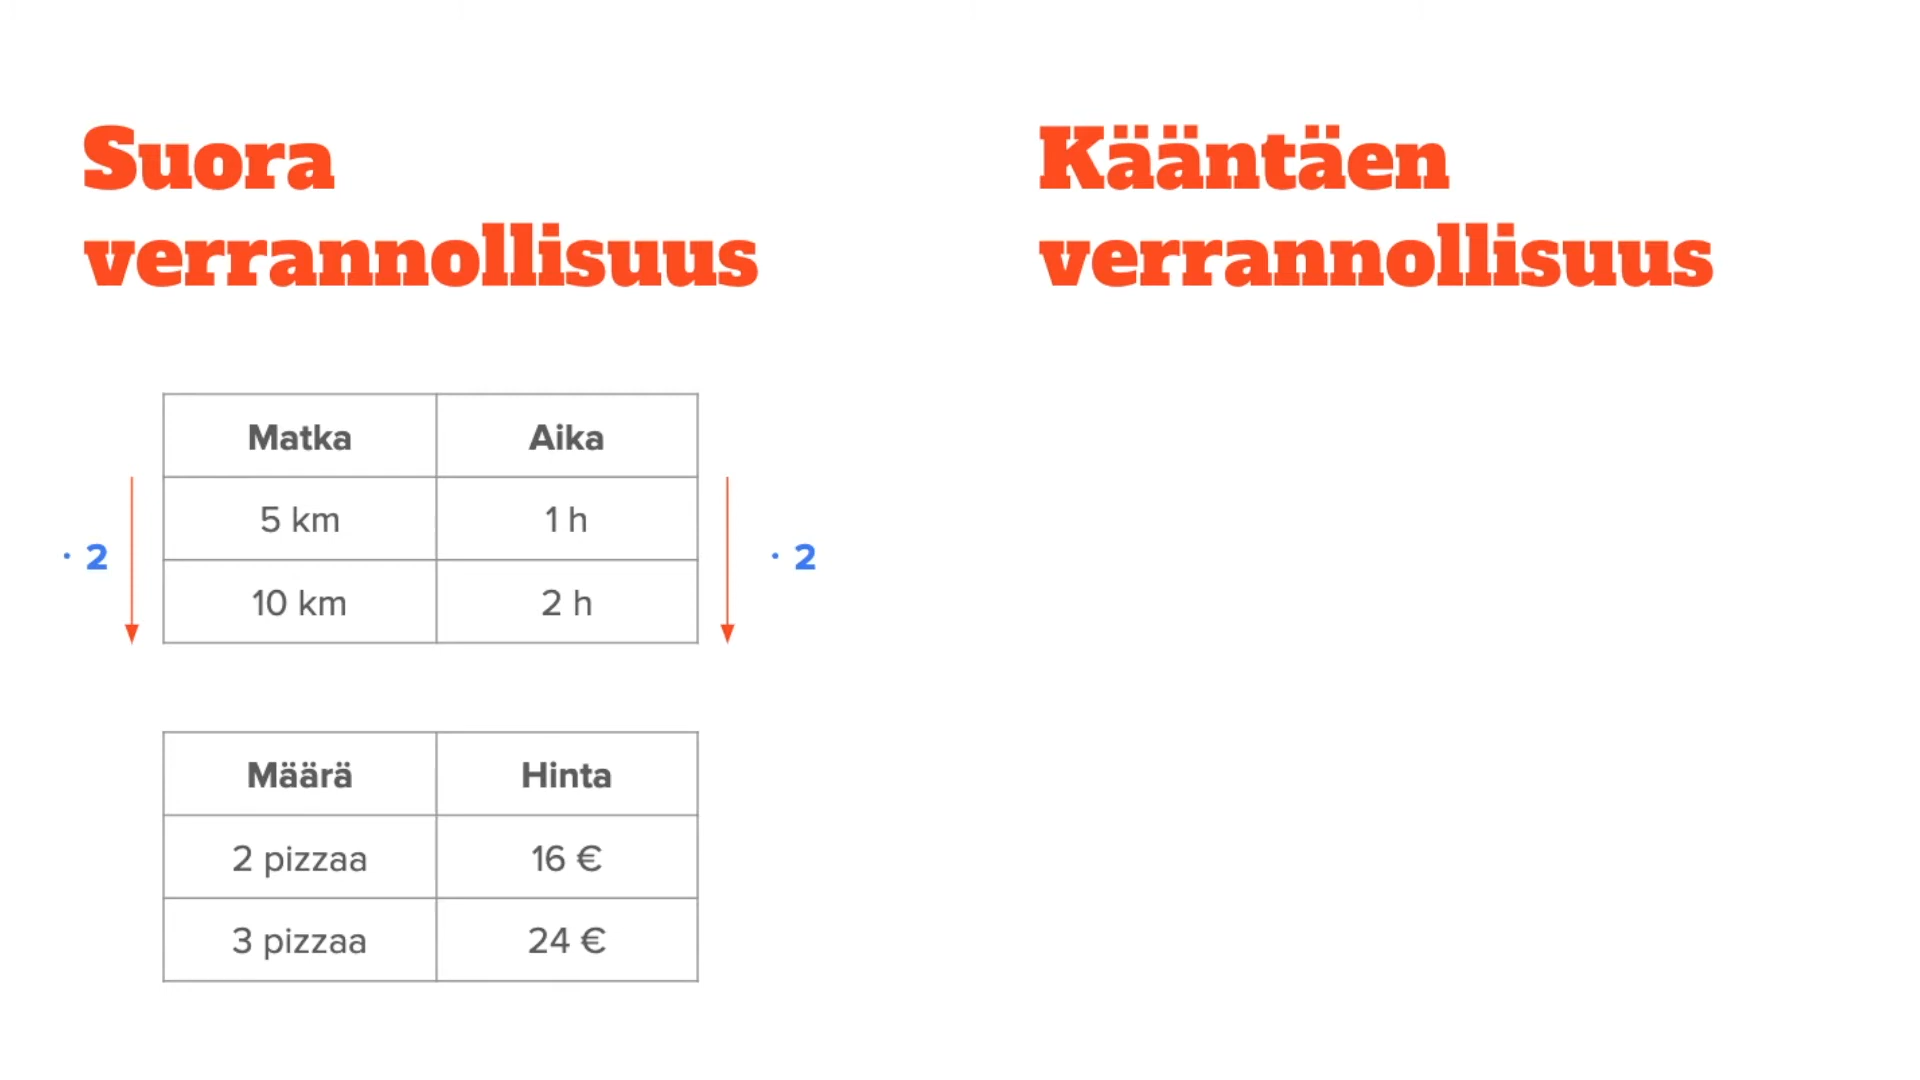 Suora
verrannollisuus
Matka Aika
5 km 1 h
· 2 · 2
10 km 2 h
Määrä Hinta
2 pizzaa 16 €
3 pizzaa 24 €
Kääntäen
verrannollisuus